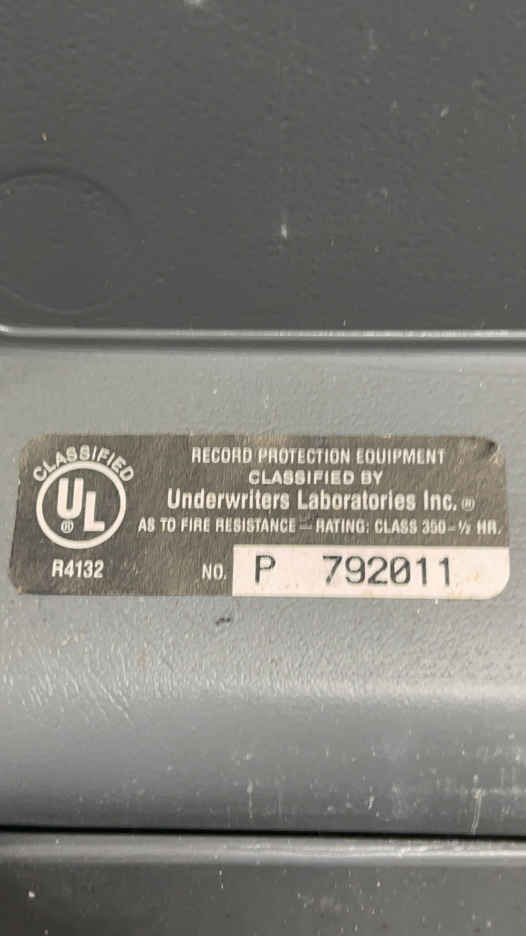 CLASSIFIED
UL ®
R4132
RECORD PROTECTION EQUIPMENT
CLASSIFIED BY
Underwriters Laboratories Inc. ®
AS TO FIRE RESISTANCE – RATING: CLASS 350–½ HR.
NO. P 792011